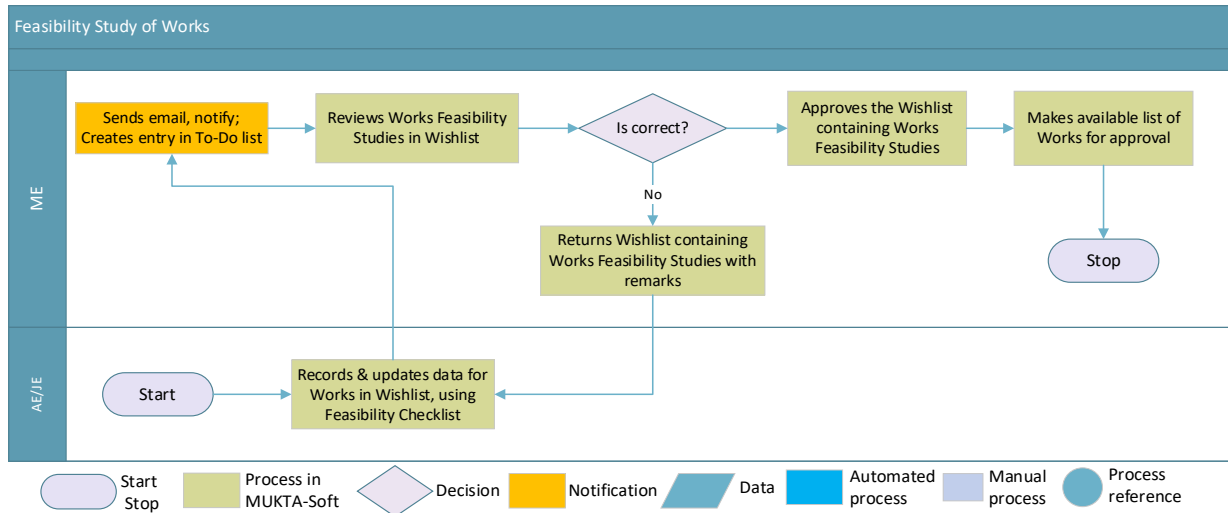 Feasibility Study of Works
ME
Sends email, notify;
Creates entry in To-Do list
Reviews Works Feasibility
Studies in Wishlist
Is correct?
Approves the Wishlist
containing Works
Feasibility Studies
Makes available list of
Works for approval
No
Returns Wishlist containing
Works Feasibility Studies with
remarks
Stop
AE/JE
Start
Records & updates data for
Works in Wishlist, using
Feasibility Checklist
Start
Stop
Process in
MUKTA-Soft
Decision
Notification
Data
Automated
process
Manual
process
Process
reference